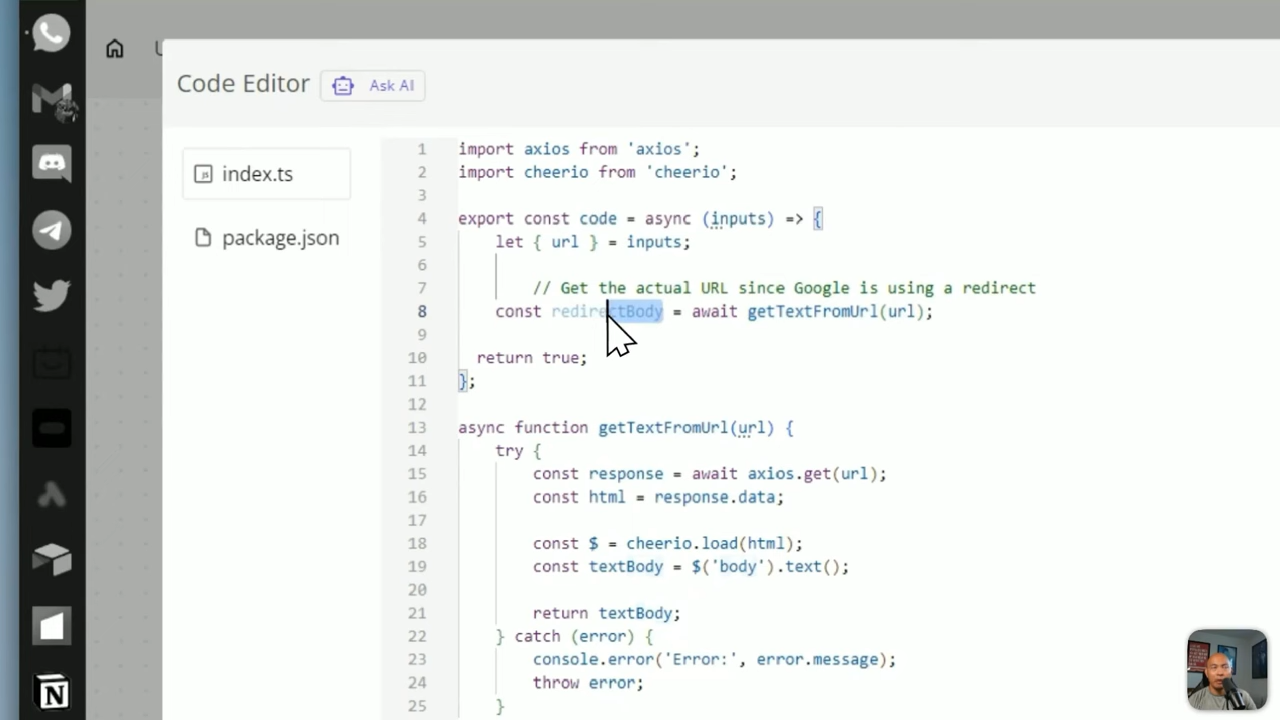 Code Editor
Ask AI
index.ts
package.json
1 import axios from 'axios';
2 import cheerio from 'cheerio';
3
4 export const code = async (inputs) => {
5 let { url } = inputs;
6
7 // Get the actual URL since Google is using a redirect
8 const redirectBody = await getTextFromUrl(url);
9
10 return true;
11 };
12
13 async function getTextFromUrl(url) {
14 try {
15 const response = await axios.get(url);
16 const html = response.data;
17
18 const $ = cheerio.load(html);
19 const textBody = $('body').text();
20
21 return textBody;
22 } catch (error) {
23 console.error('Error:', error.message);
24 throw error;
25 }